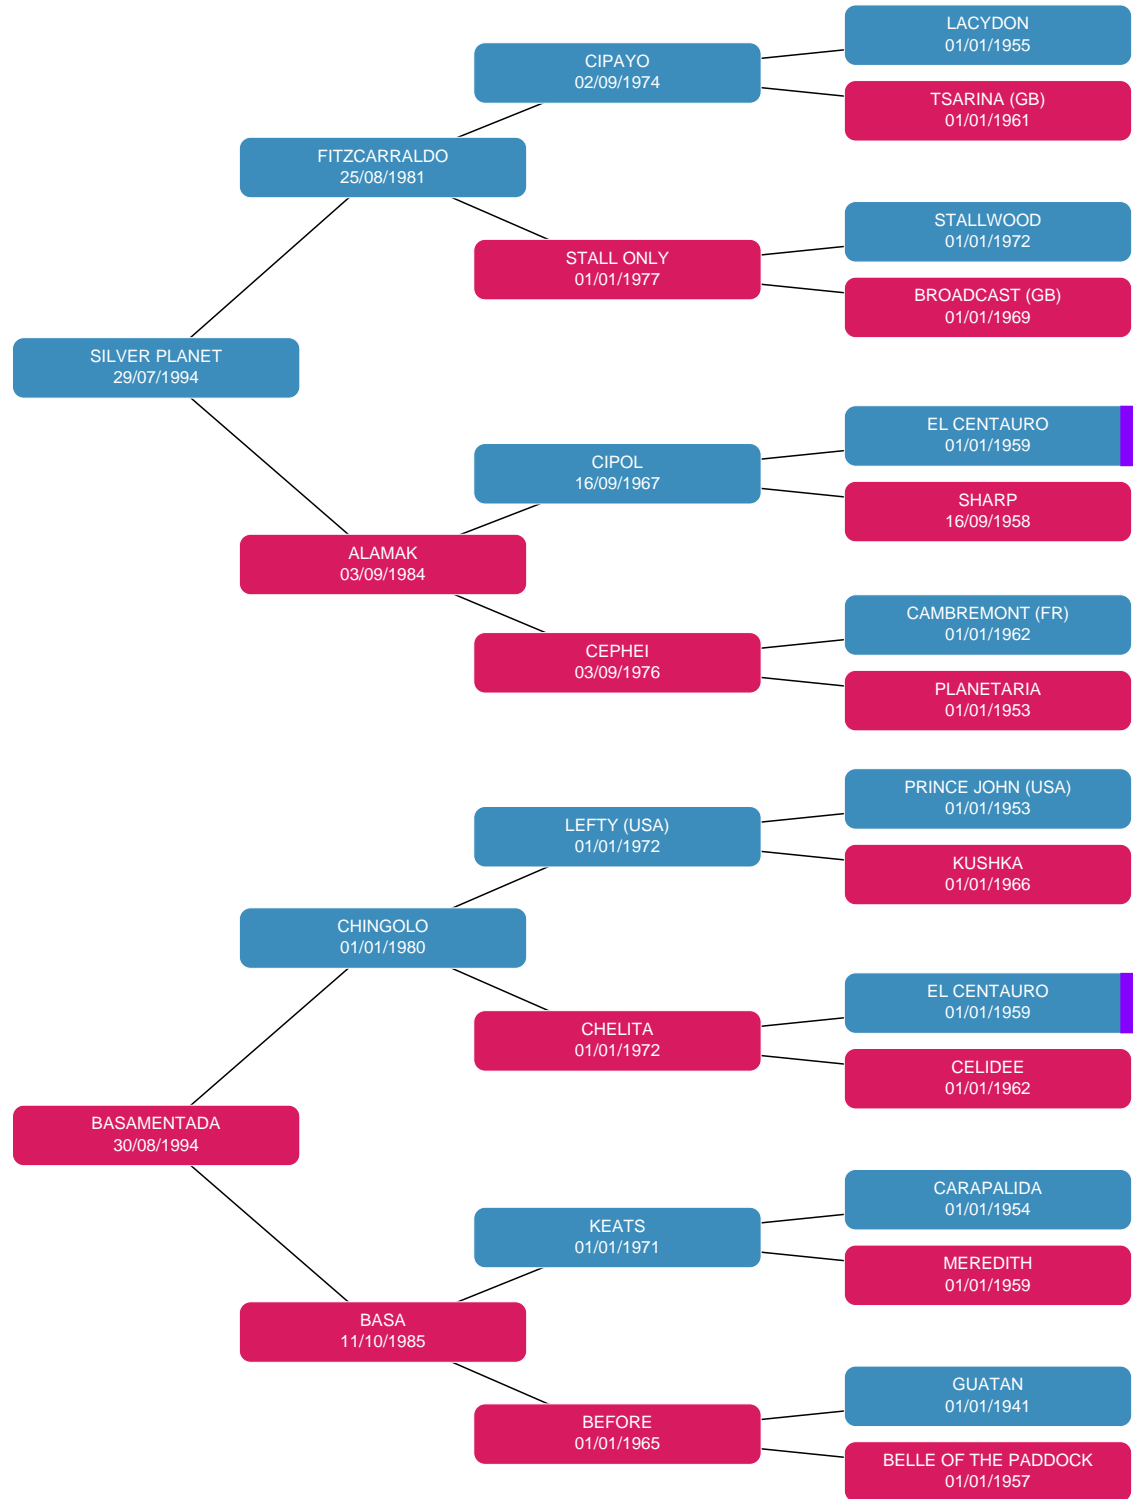 LACYDON
01/01/1955
CIPAYO
02/09/1974
TSARINA (GB)
01/01/1961
FITZCARRALDO
25/08/1981
STALLWOOD
01/01/1972
STALL ONLY
01/01/1977
BROADCAST (GB)
01/01/1969
SILVER PLANET
29/07/1994
EL CENTAURO
01/01/1959
CIPOL
16/09/1967
SHARP
16/09/1958
ALAMAK
03/09/1984
CAMBREMONT (FR)
01/01/1962
CEPHEI
03/09/1976
PLANETARIA
01/01/1953
PRINCE JOHN (USA)
01/01/1953
LEFTY (USA)
01/01/1972
KUSHKA
01/01/1966
CHINGOLO
01/01/1980
EL CENTAURO
01/01/1959
CHELITA
01/01/1972
CELIDEE
01/01/1962
BASAMENTADA
30/08/1994
CARAPALIDA
01/01/1954
KEATS
01/01/1971
MEREDITH
01/01/1959
BASA
11/10/1985
GUATAN
01/01/1941
BEFORE
01/01/1965
BELLE OF THE PADDOCK
01/01/1957